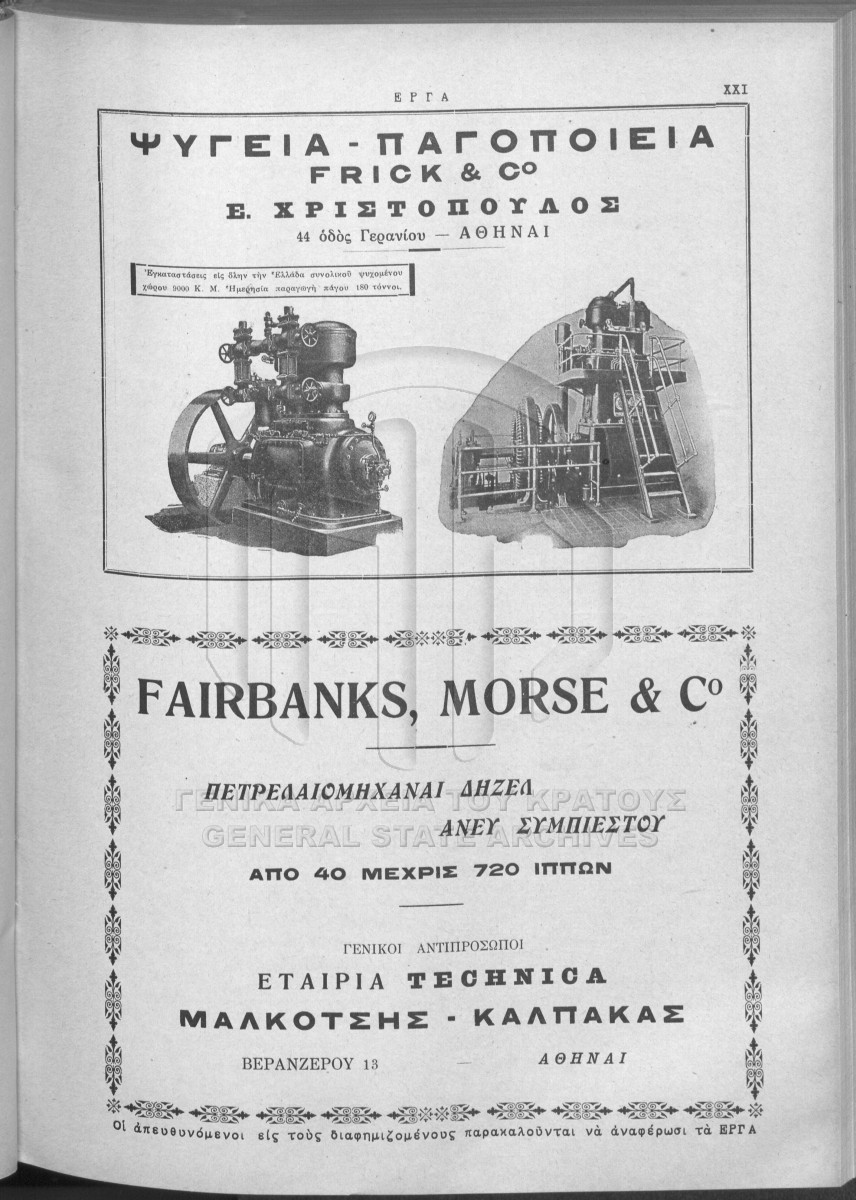 ΕΡΓΑ
XXI
ΨΥΓΕΙΑ - ΠΑΓΟΠΟΙΕΙΑ
FRICK & Cº
Ε. ΧΡΙΣΤΟΠΟΥΛΟΣ
44 ὁδὸς Γερανίου — ΑΘΗΝΑΙ
Ἐγκαταστάσεις εἰς ὅλην τὴν Ἑλλάδα συνολικοῦ ψυχομένου
χώρου 9000 Κ. Μ. Ἡμερησία παραγωγὴ πάγου 180 τόννοι.
FAIRBANKS, MORSE & Cº
ΠΕΤΡΕΛΑΙΟΜΗΧΑΝΑΙ ΔΗΖΕΛ
ΓΕΝΙΚΑ ΑΡΧΕΙΑ ΤΟΥ ΚΡΑΤΟΥΣ
ΑΝΕΥ ΣΥΜΠΙΕΣΤΟΥ
GENERAL STATE ARCHIVES
ΑΠΟ 40 ΜΕΧΡΙΣ 720 ΙΠΠΩΝ
ΓΕΝΙΚΟΙ ΑΝΤΙΠΡΟΣΩΠΟΙ
ΕΤΑΙΡΙΑ TECHNICA
ΜΑΛΚΟΤΣΗΣ - ΚΑΛΠΑΚΑΣ
ΒΕΡΑΝΖΕΡΟΥ 13 — ΑΘΗΝΑΙ
Οἱ ἀπευθυνόμενοι εἰς τοὺς διαφημιζομένους παρακαλοῦνται νὰ ἀναφέρωσι τὰ ΕΡΓΑ